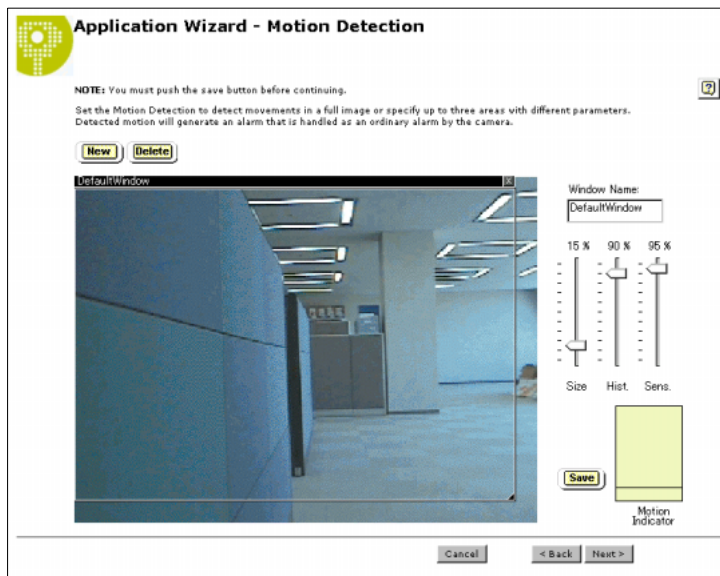 Application Wizard - Motion Detection
NOTE: You must push the save button before continuing.
Set the Motion Detection to detect movements in a full image or specify up to three areas with different parameters.
Detected motion will generate an alarm that is handled as an ordinary alarm by the camera.
New Delete
DefaultWindow
Window Name:
DefaultWindow
15 % 90 % 95 %
Size Hist. Sens.
Save
Motion
Indicator
Cancel < Back Next >